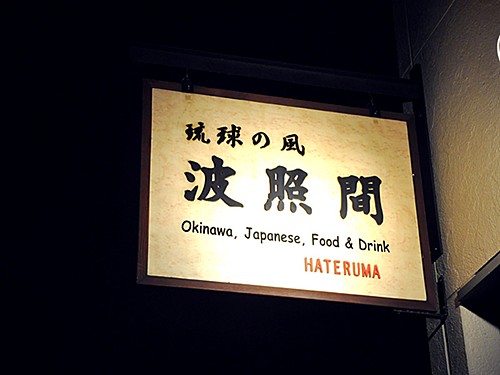 琉球の風
波照間
Okinawa, Japanese, Food & Drink
HATERUMA